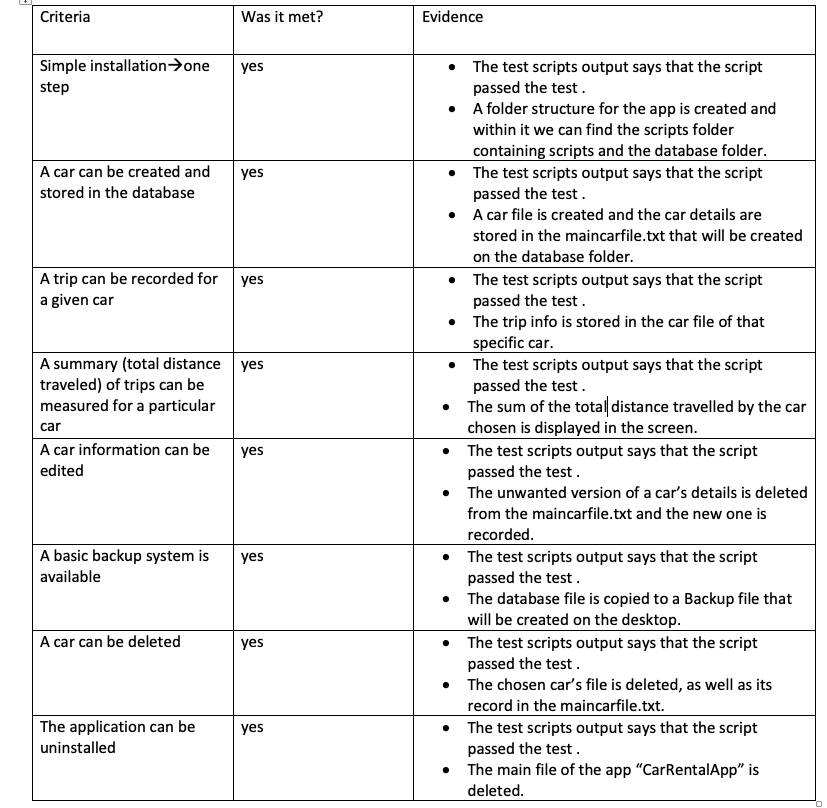 Criteria
Was it met?
Evidence
Simple installation→one
step
yes
• The test scripts output says that the script
passed the test .
• A folder structure for the app is created and
within it we can find the scripts folder
containing scripts and the database folder.
A car can be created and
stored in the database
yes
• The test scripts output says that the script
passed the test .
• A car file is created and the car details are
stored in the maincarfile.txt that will be created
on the database folder.
A trip can be recorded for
a given car
yes
• The test scripts output says that the script
passed the test .
• The trip info is stored in the car file of that
specific car.
A summary (total distance
traveled) of trips can be
measured for a particular
car
yes
• The test scripts output says that the script
passed the test .
• The sum of the total distance travelled by the car
chosen is displayed in the screen.
A car information can be
edited
yes
• The test scripts output says that the script
passed the test .
• The unwanted version of a car’s details is deleted
from the maincarfile.txt and the new one is
recorded.
A basic backup system is
available
yes
• The test scripts output says that the script
passed the test .
• The database file is copied to a Backup file that
will be created on the desktop.
A car can be deleted
yes
• The test scripts output says that the script
passed the test .
• The chosen car’s file is deleted, as well as its
record in the maincarfile.txt.
The application can be
uninstalled
yes
• The test scripts output says that the script
passed the test .
• The main file of the app “CarRentalApp” is
deleted.